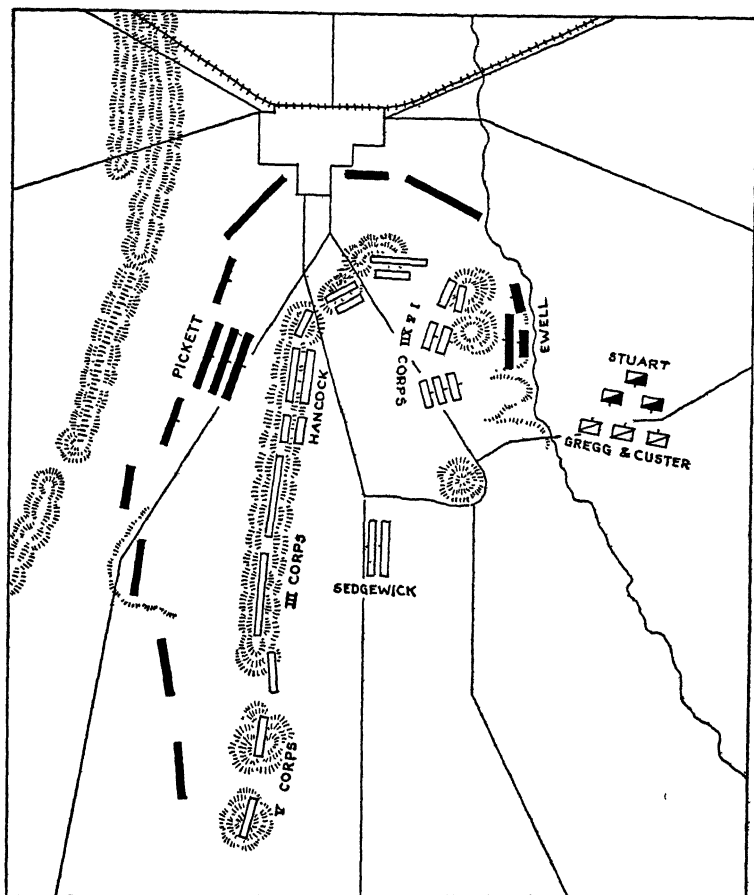 PICKETT
HANCOCK
I & XII CORPS
EWELL
STUART
GREGG & CUSTER
III CORPS
SEDGEWICK
V CORPS